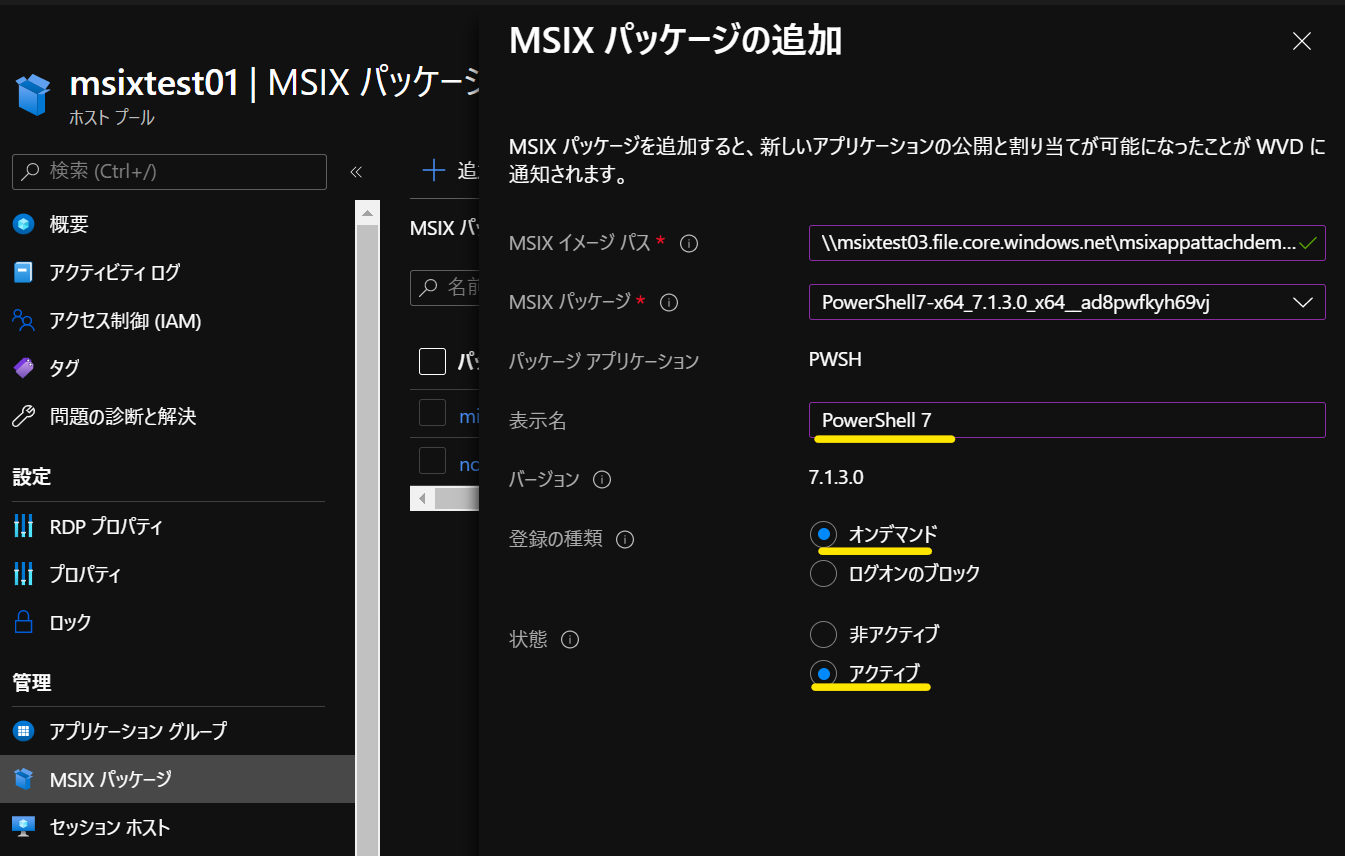 msixtest01 | MSIX パッケージ
ホスト プール
検索 (Ctrl+/)
概要
アクティビティ ログ
アクセス制御 (IAM)
タグ
問題の診断と解決
設定
RDP プロパティ
プロパティ
ロック
管理
アプリケーション グループ
MSIX パッケージ
セッション ホスト
MSIX パッ
名前
MSIX パッケージの追加
MSIX パッケージを追加すると、新しいアプリケーションの公開と割り当てが可能になったことが WVD に
通知されます。
MSIX イメージ パス *
\\msixtest03.file.core.windows.net\msixappattachdem...
MSIX パッケージ *
PowerShell7-x64_7.1.3.0_x64__ad8pwfkyh69vj
パッケージ アプリケーション
PWSH
表示名
PowerShell 7
バージョン
7.1.3.0
登録の種類
オンデマンド
ログオンのブロック
状態
非アクティブ
アクティブ